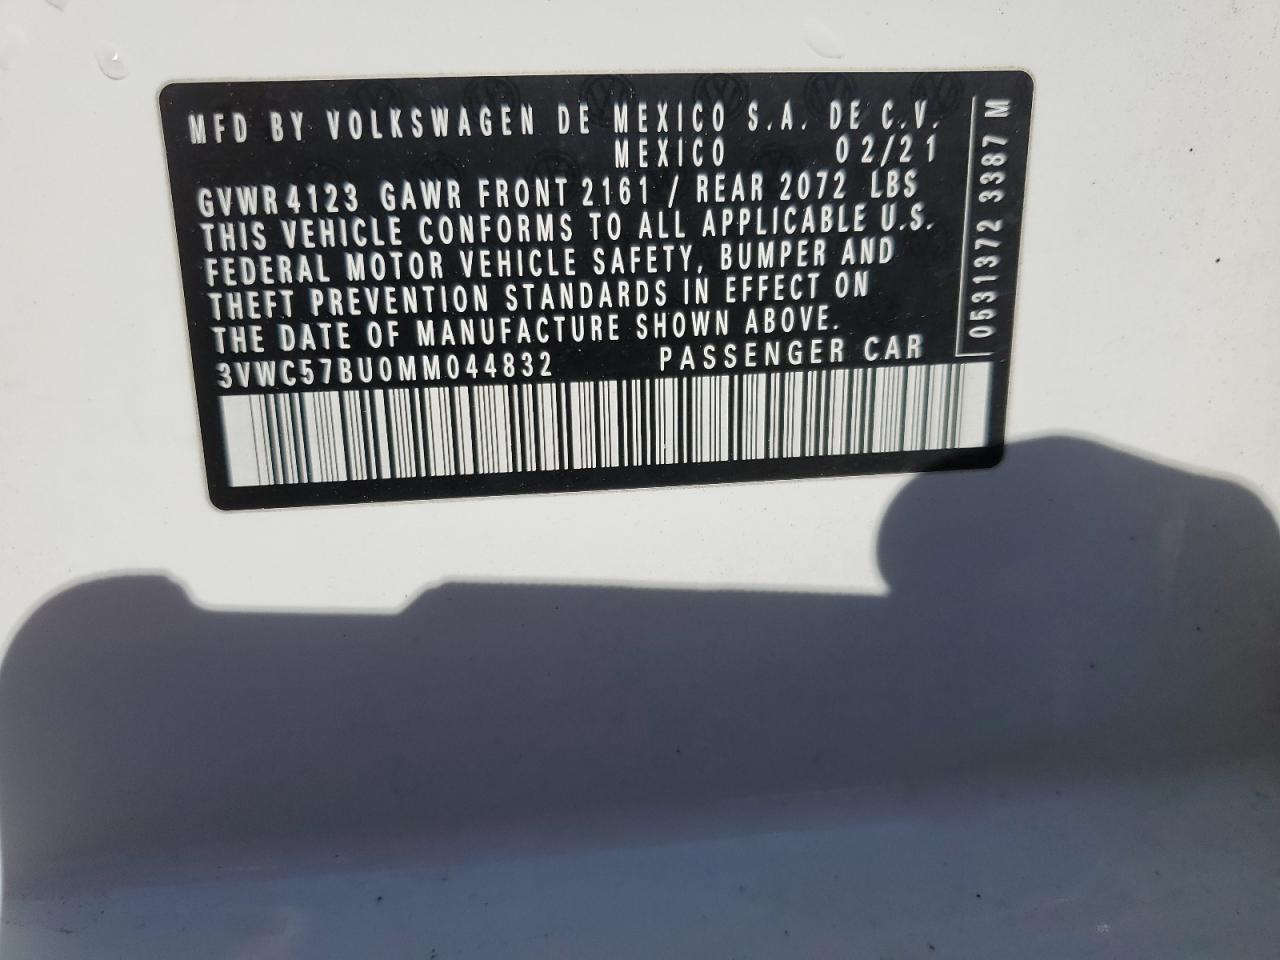 MFD BY VOLKSWAGEN DE MEXICO S.A. DE C.V.
MEXICO 02/21
GVWR 4123 GAWR FRONT 2161 / REAR 2072 LBS
THIS VEHICLE CONFORMS TO ALL APPLICABLE U.S.
FEDERAL MOTOR VEHICLE SAFETY, BUMPER AND
THEFT PREVENTION STANDARDS IN EFFECT ON
THE DATE OF MANUFACTURE SHOWN ABOVE.
3VWC57BU0MM044832 PASSENGER CAR
0531372 3387 M